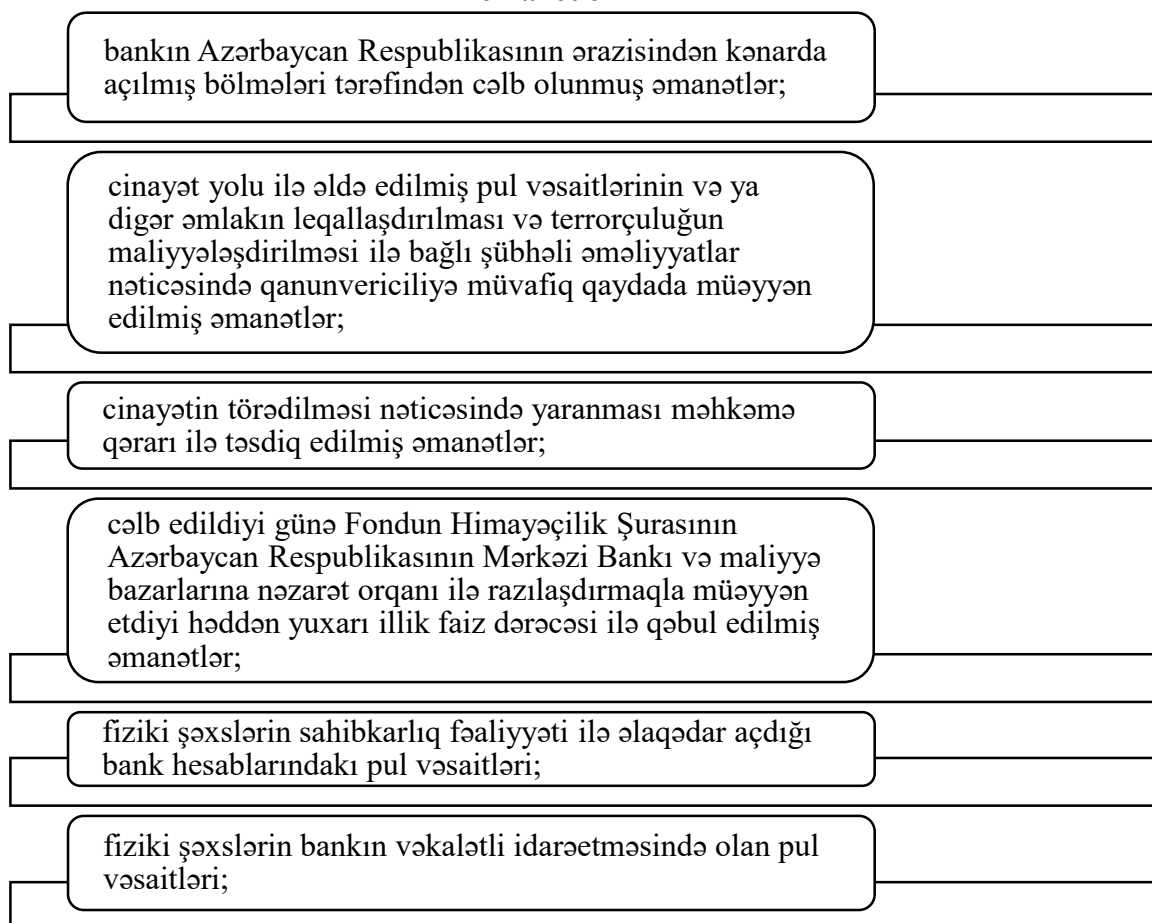 bankın Azərbaycan Respublikasının ərazisindən kənarda
açılmış bölmələri tərəfindən cəlb olunmuş əmanətlər;
cinayət yolu ilə əldə edilmiş pul vəsaitlərinin və ya
digər əmlakın leqallaşdırılması və terrorçuluğun
maliyyələşdirilməsi ilə bağlı şübhəli əməliyyatlar
nəticəsində qanunvericiliyə müvafiq qaydada müəyyən
edilmiş əmanətlər;
cinayətin törədilməsi nəticəsində yaranması məhkəmə
qərarı ilə təsdiq edilmiş əmanətlər;
cəlb edildiyi günə Fondun Himayəçilik Şurasının
Azərbaycan Respublikasının Mərkəzi Bankı və maliyyə
bazarlarına nəzarət orqanı ilə razılaşdırmaqla müəyyən
etdiyi həddən yuxarı illik faiz dərəcəsi ilə qəbul edilmiş
əmanətlər;
fiziki şəxslərin sahibkarlıq fəaliyyəti ilə əlaqədar açdığı
bank hesablarındakı pul vəsaitləri;
fiziki şəxslərin bankın vəkalətli idarəetməsində olan pul
vəsaitləri;